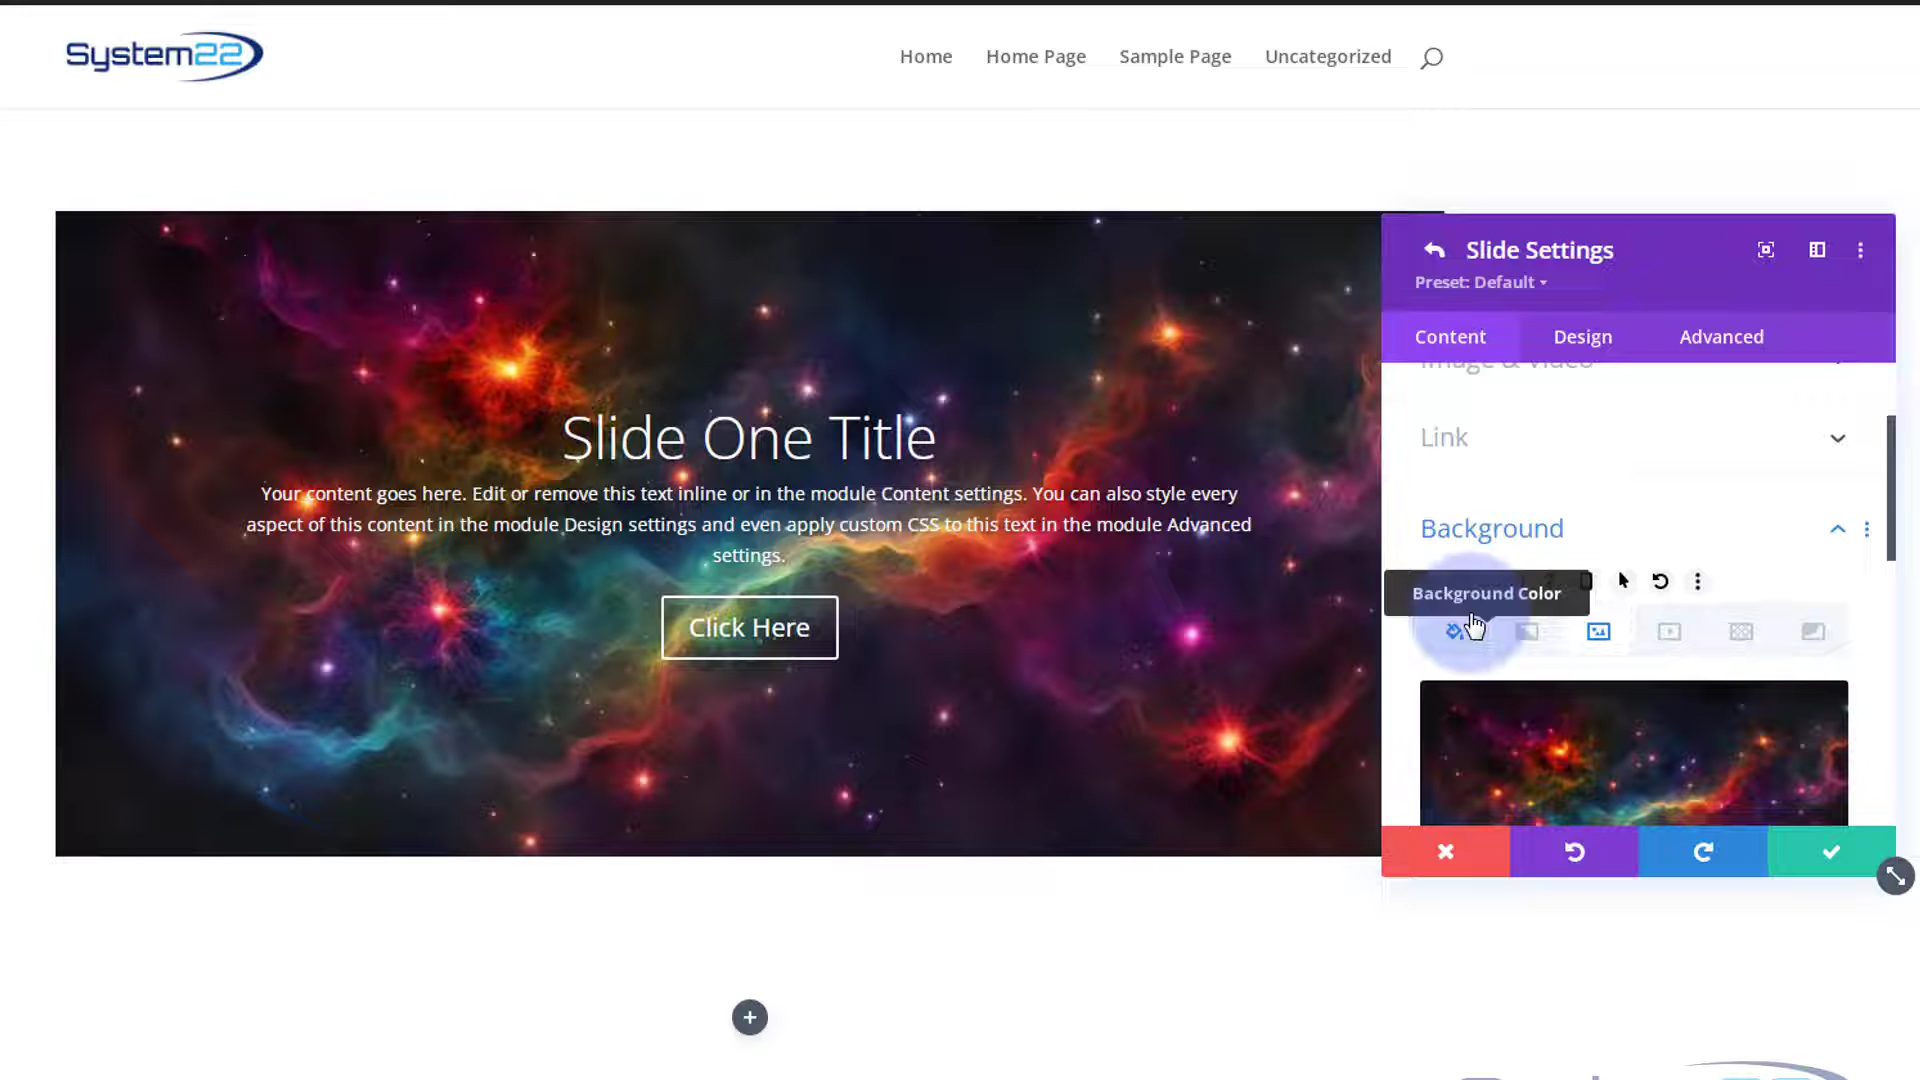 System22
Home
Home Page
Sample Page
Uncategorized
Slide One Title
Your content goes here. Edit or remove this text inline or in the module Content settings. You can also style every
aspect of this content in the module Design settings and even apply custom CSS to this text in the module Advanced
settings.
Click Here
Slide Settings
Preset: Default
Content
Design
Advanced
Image & Video
Link
Background
Background Color